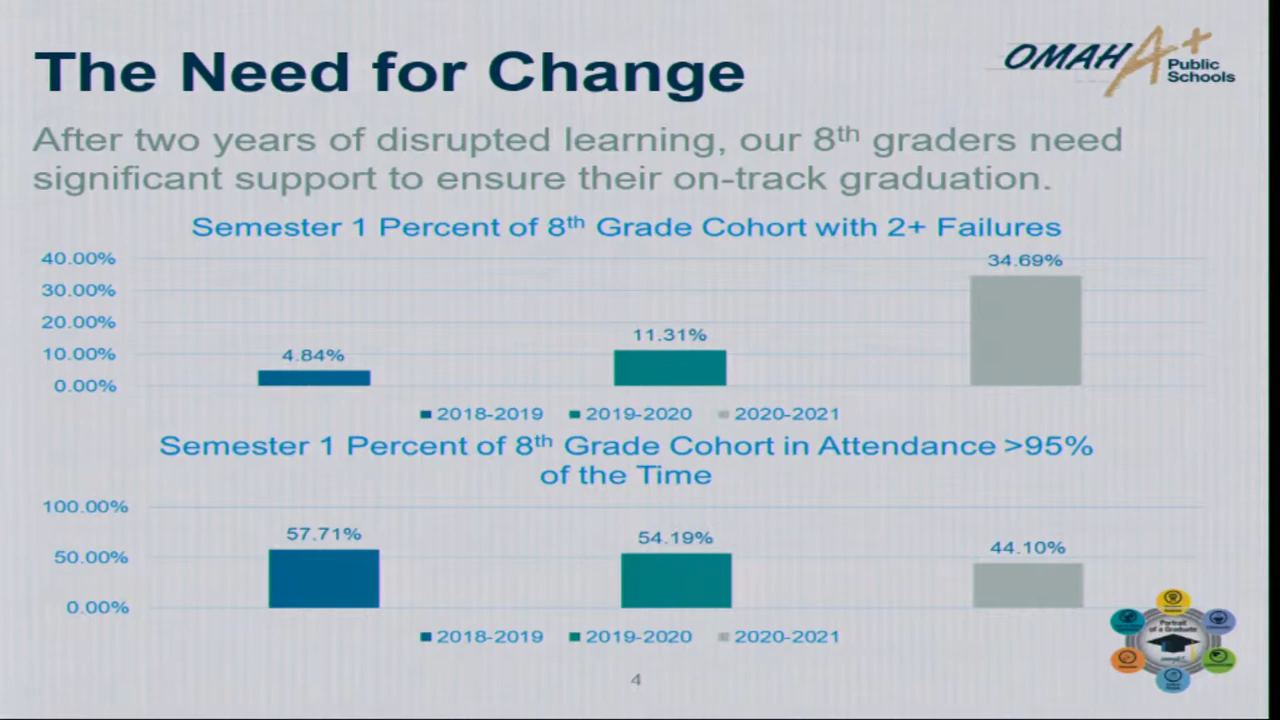 The Need for Change
OMAHA+
Public
Schools
After two years of disrupted learning, our 8th graders need
significant support to ensure their on-track graduation.
Semester 1 Percent of 8th Grade Cohort with 2+ Failures
40.00%
30.00%
20.00%
10.00%
0.00%
4.84%
11.31%
34.69%
2018-2019 2019-2020 2020-2021
Semester 1 Percent of 8th Grade Cohort in Attendance >95%
of the Time
100.00%
50.00%
0.00%
57.71%
54.19%
44.10%
2018-2019 2019-2020 2020-2021
Portrait
of a Graduate
4